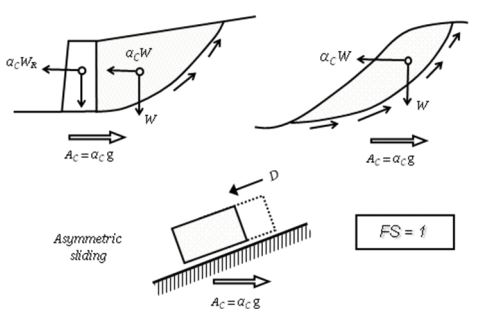 α_C W_R
α_C W
W
A_C = α_C g
α_C W
W
A_C = α_C g
D
Asymmetric
sliding
A_C = α_C g
FS = 1